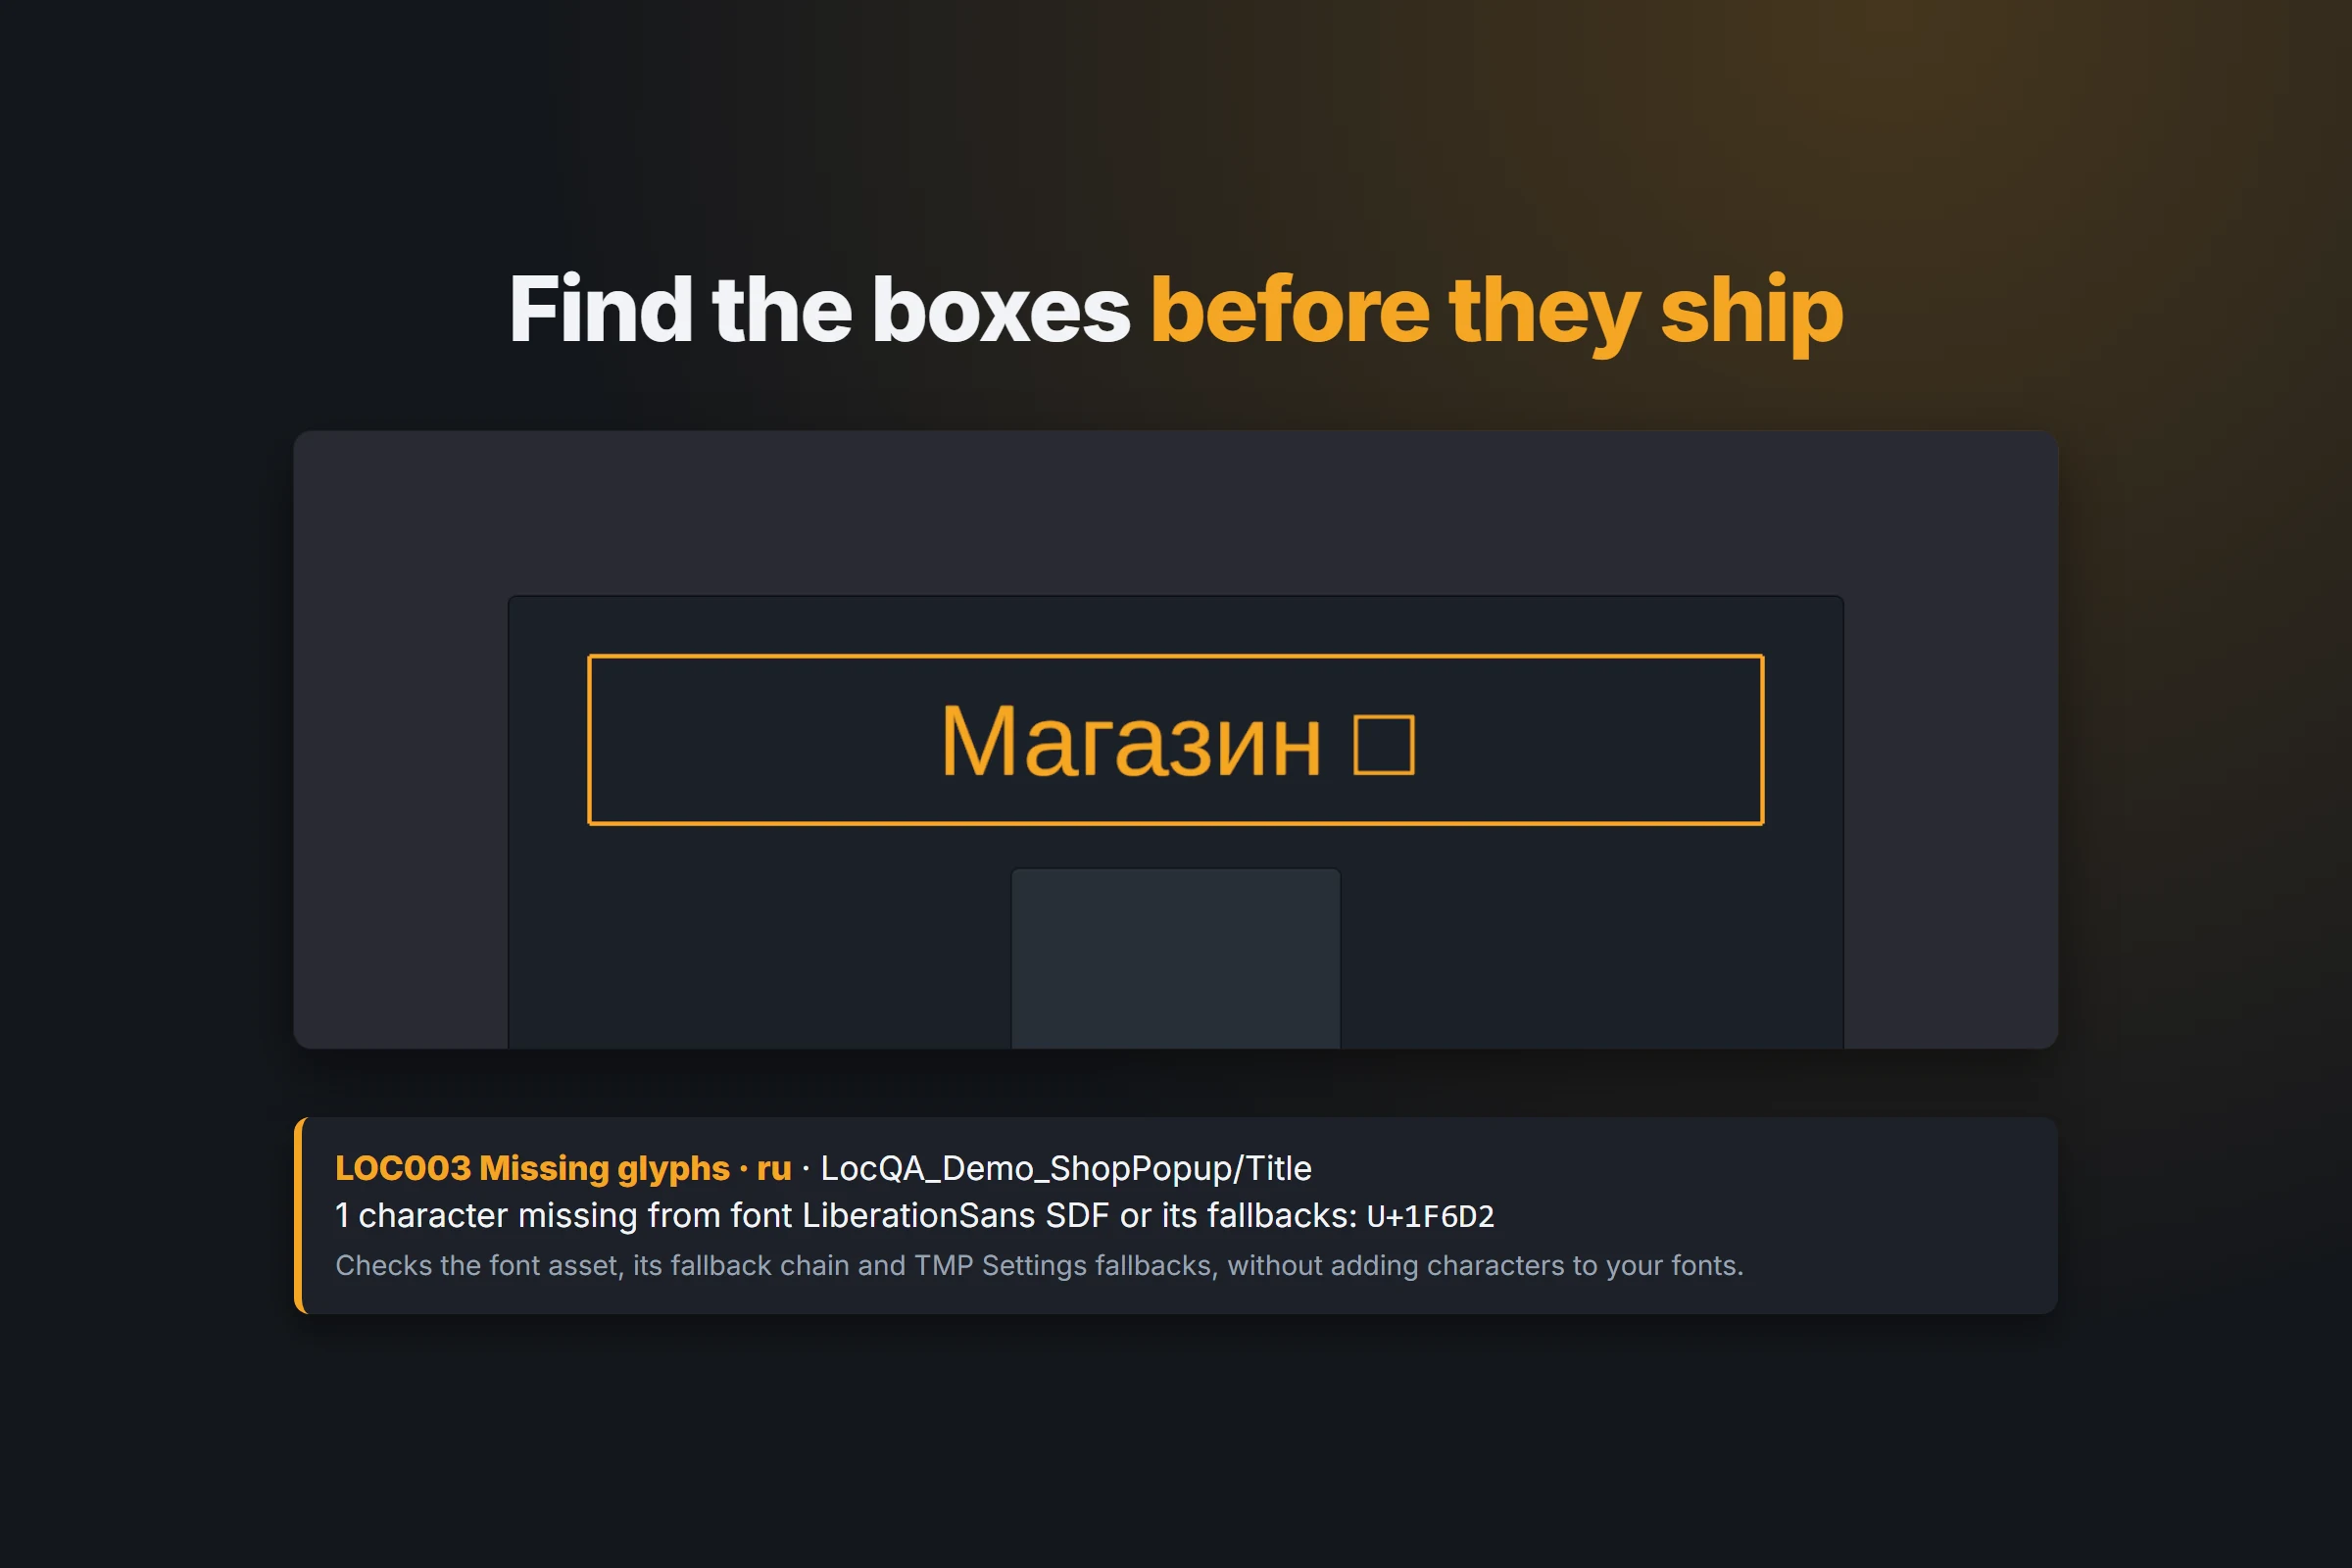 Find the boxes before they ship
Магазин □
LOC003 Missing glyphs · ru · LocQA_Demo_ShopPopup/Title
1 character missing from font LiberationSans SDF or its fallbacks: U+1F6D2
Checks the font asset, its fallback chain and TMP Settings fallbacks, without adding characters to your fonts.